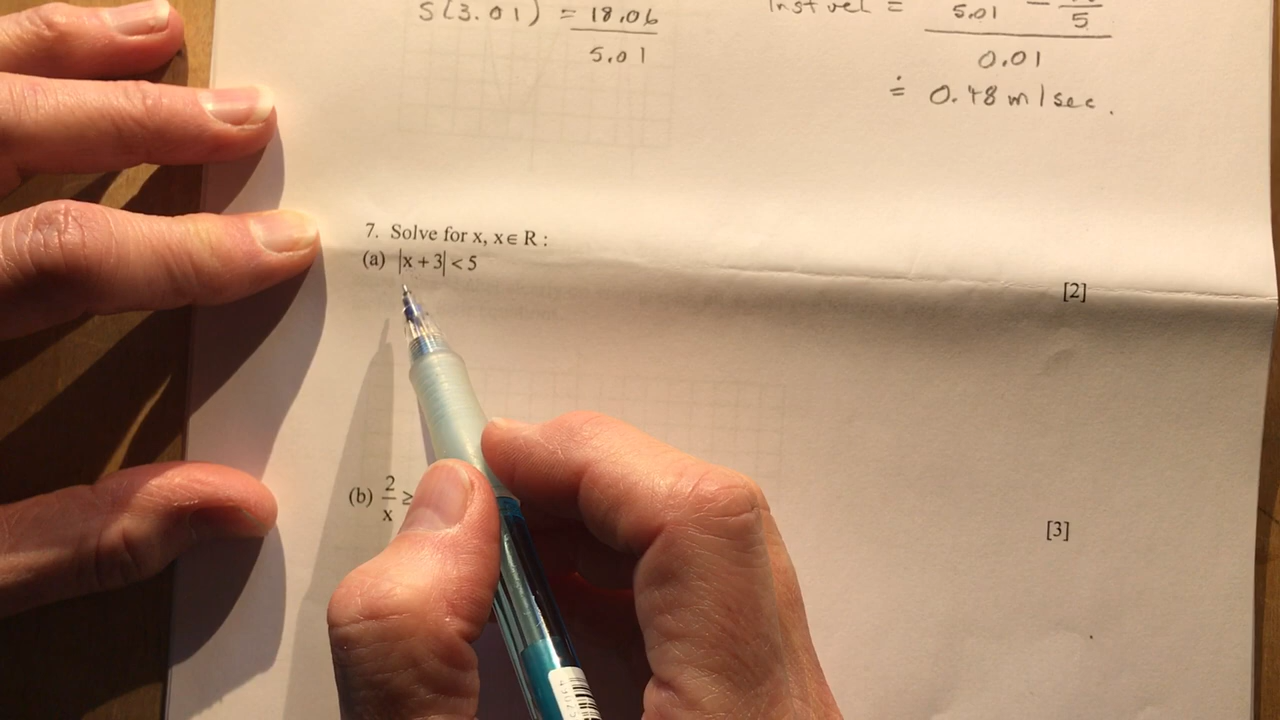 S(3.01) = 18.06
5.01
Inst vel =
5.01 –
5
0.01
≐ 0.48 m/sec.
7. Solve for x, x∈R :
(a) |x + 3| < 5
[2]
(b) 2/x ≥
[3]